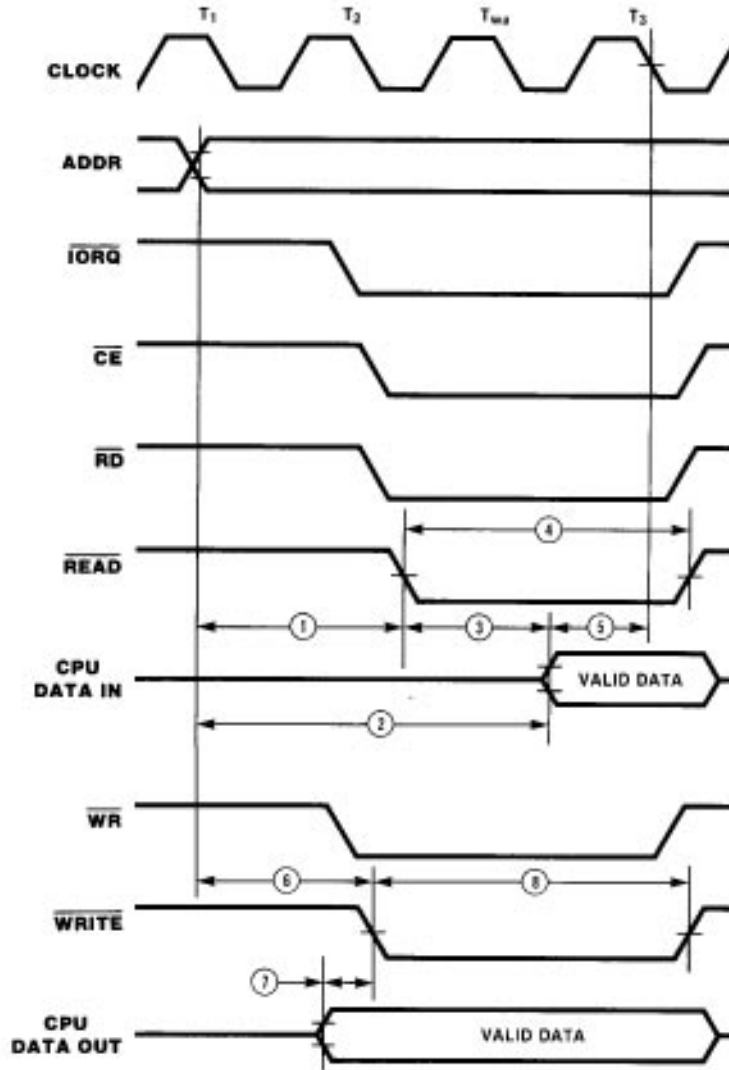 T1 T2 Twa T3
CLOCK
ADDR
IORQ
CE
RD
4
READ
1 3 5
CPU
DATA IN
VALID DATA
2
WR
6 8
WRITE
7
CPU
DATA OUT
VALID DATA